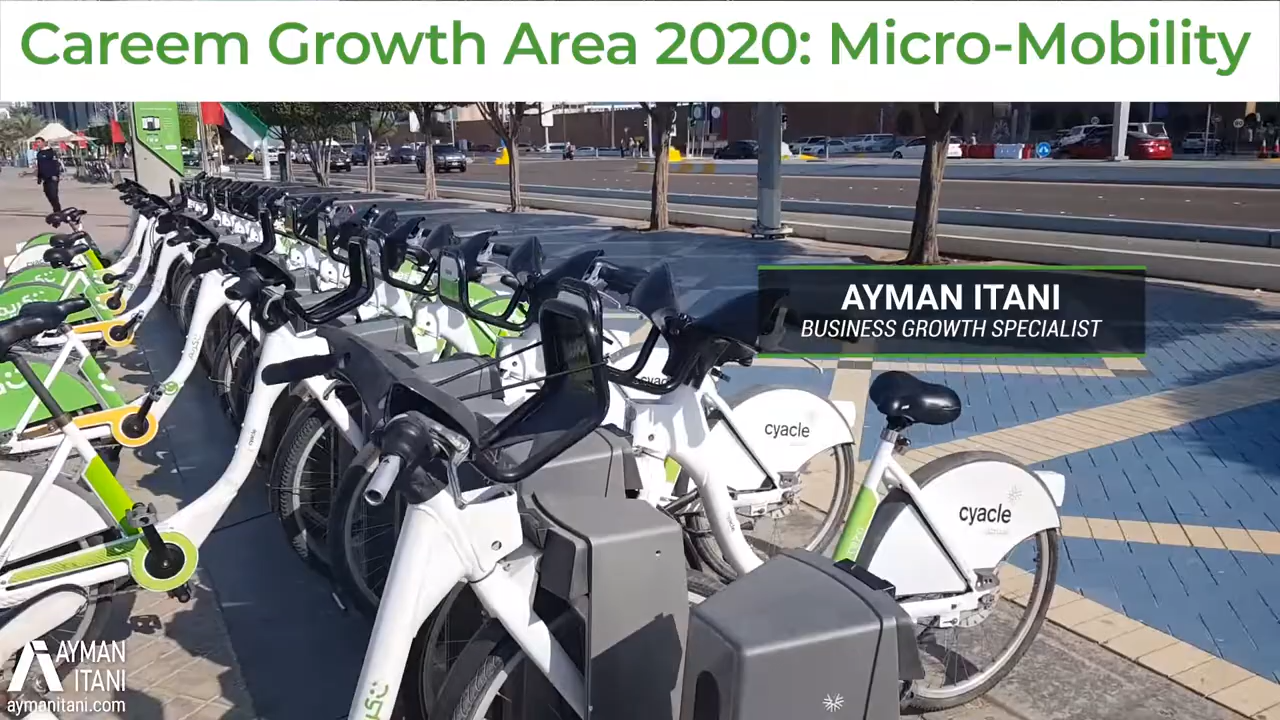 Careem Growth Area 2020: Micro-Mobility
AYMAN ITANI
BUSINESS GROWTH SPECIALIST
cyacle
cyacle
AYMAN
ITANI
aymanitani.com